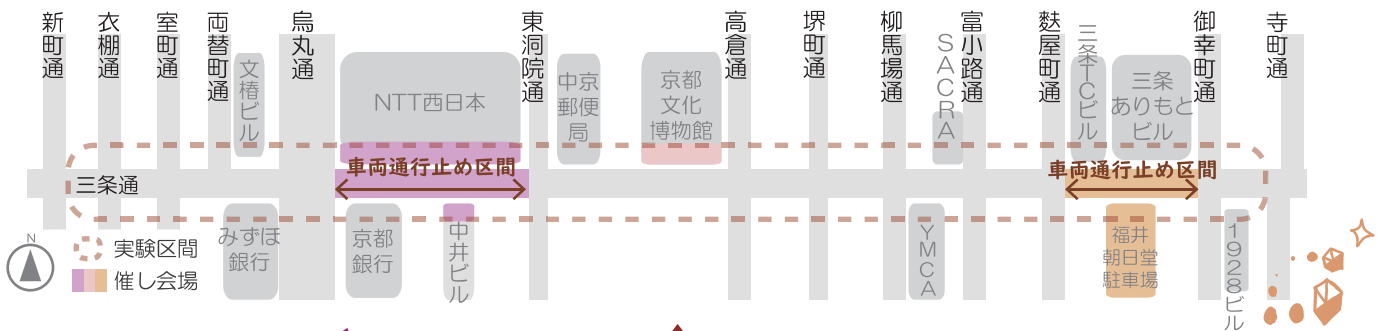 新町通
衣棚通
室町通
両替町通
烏丸通
東洞院通
高倉通
堺町通
柳馬場通
富小路通
麩屋町通
御幸町通
寺町通
文椿ビル
NTT西日本
中京
郵便
局
京都
文化
博物館
SACRA
三条TCビル
三条
ありもと
ビル
車両通行止め区間
車両通行止め区間
三条通
みずほ
銀行
京都
銀行
中井ビル
YMCA
福井
朝日堂
駐車場
1928ビル
N
実験区間
催し会場